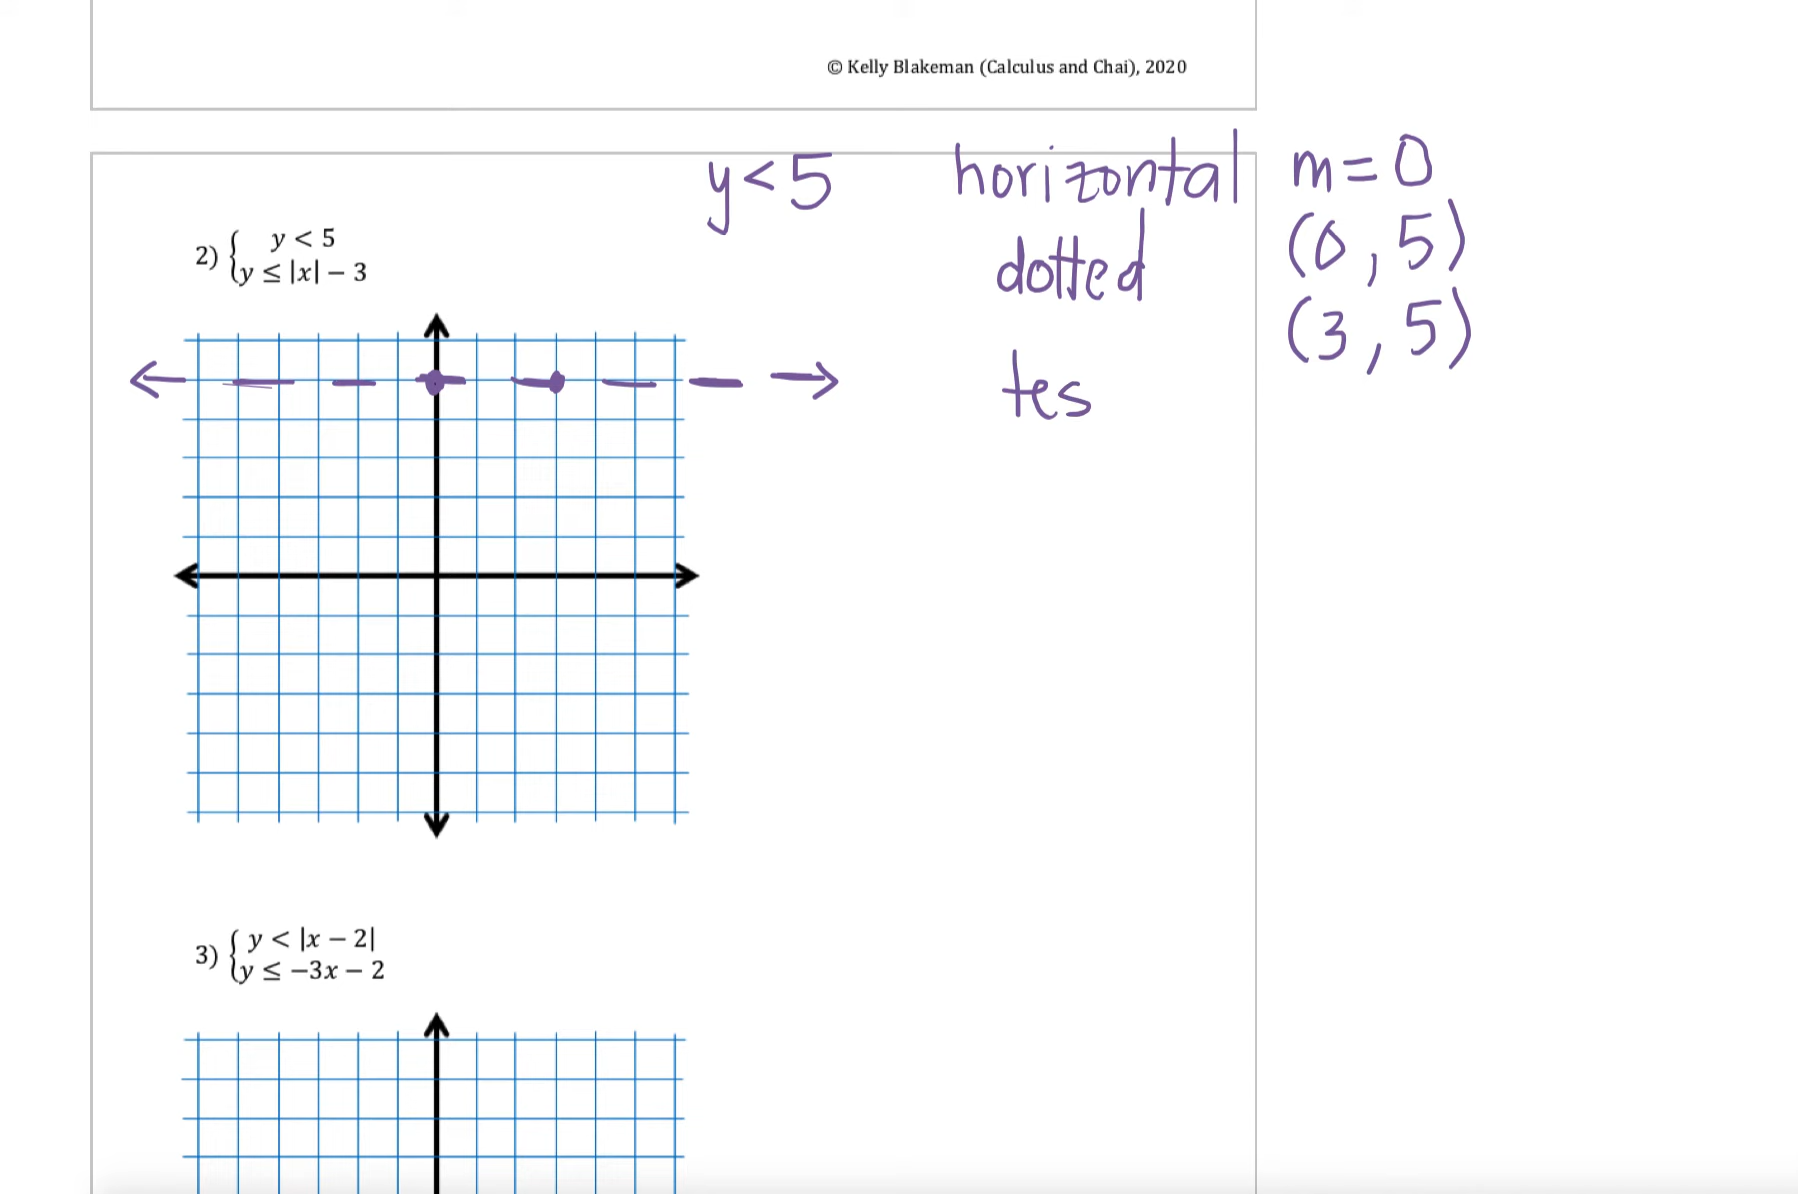 © Kelly Blakeman (Calculus and Chai), 2020
y<5 horizontal m=0
dotted (0,5)
(3,5)
tes
2) { y < 5
y ≤ |x| − 3
3) { y < |x − 2|
y ≤ −3x − 2